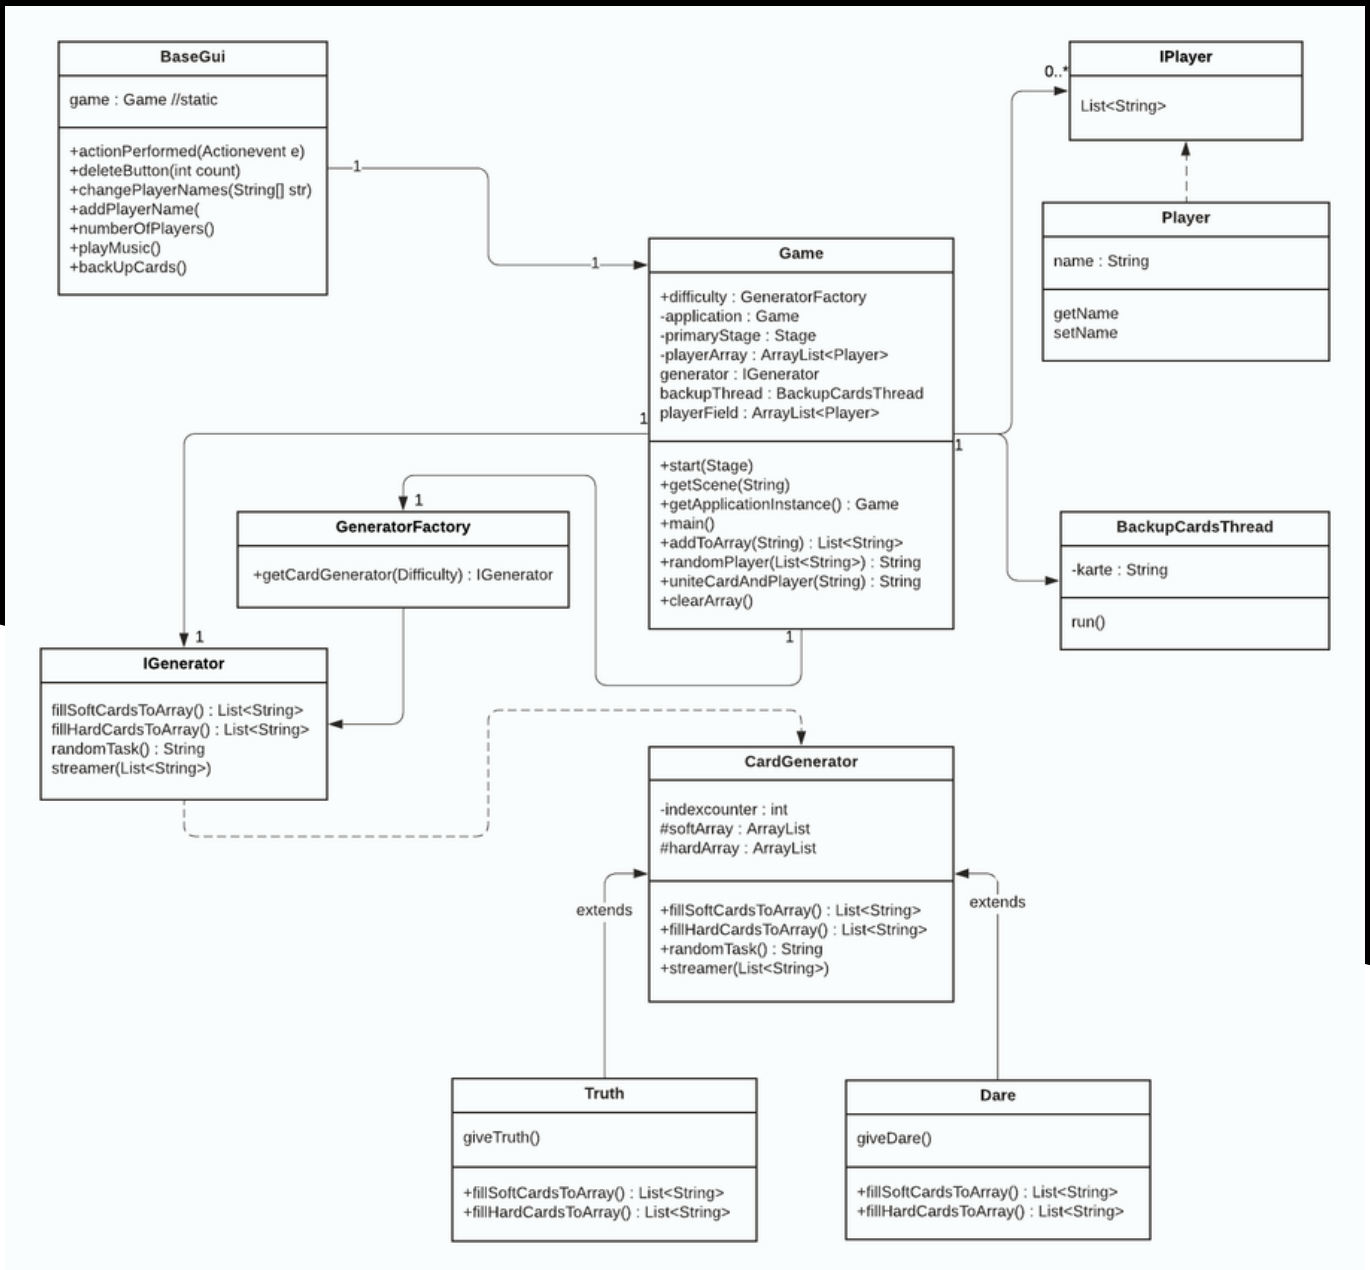 BaseGui
game : Game //static
+actionPerformed(Actionevent e)
+deleteButton(int count)
+changePlayerNames(String[] str)
+addPlayerName(
+numberOfPlayers()
+playMusic()
+backUpCards()
1
1
0..*
IPlayer
List<String>
Player
name : String
getName
setName
Game
+difficulty : GeneratorFactory
-application : Game
-primaryStage : Stage
-playerArray : ArrayList<Player>
generator : IGenerator
backupThread : BackupCardsThread
playerField : ArrayList<Player>
+start(Stage)
+getScene(String)
+getApplicationInstance() : Game
+main()
+addToArray(String) : List<String>
+randomPlayer(List<String>) : String
+uniteCardAndPlayer(String) : String
+clearArray()
1
1
1
1
1
GeneratorFactory
+getCardGenerator(Difficulty) : IGenerator
BackupCardsThread
-karte : String
run()
IGenerator
fillSoftCardsToArray() : List<String>
fillHardCardsToArray() : List<String>
randomTask() : String
streamer(List<String>)
CardGenerator
-indexcounter : int
#softArray : ArrayList
#hardArray : ArrayList
+fillSoftCardsToArray() : List<String>
+fillHardCardsToArray() : List<String>
+randomTask() : String
+streamer(List<String>)
extends
extends
Truth
giveTruth()
+fillSoftCardsToArray() : List<String>
+fillHardCardsToArray() : List<String>
Dare
giveDare()
+fillSoftCardsToArray() : List<String>
+fillHardCardsToArray() : List<String>